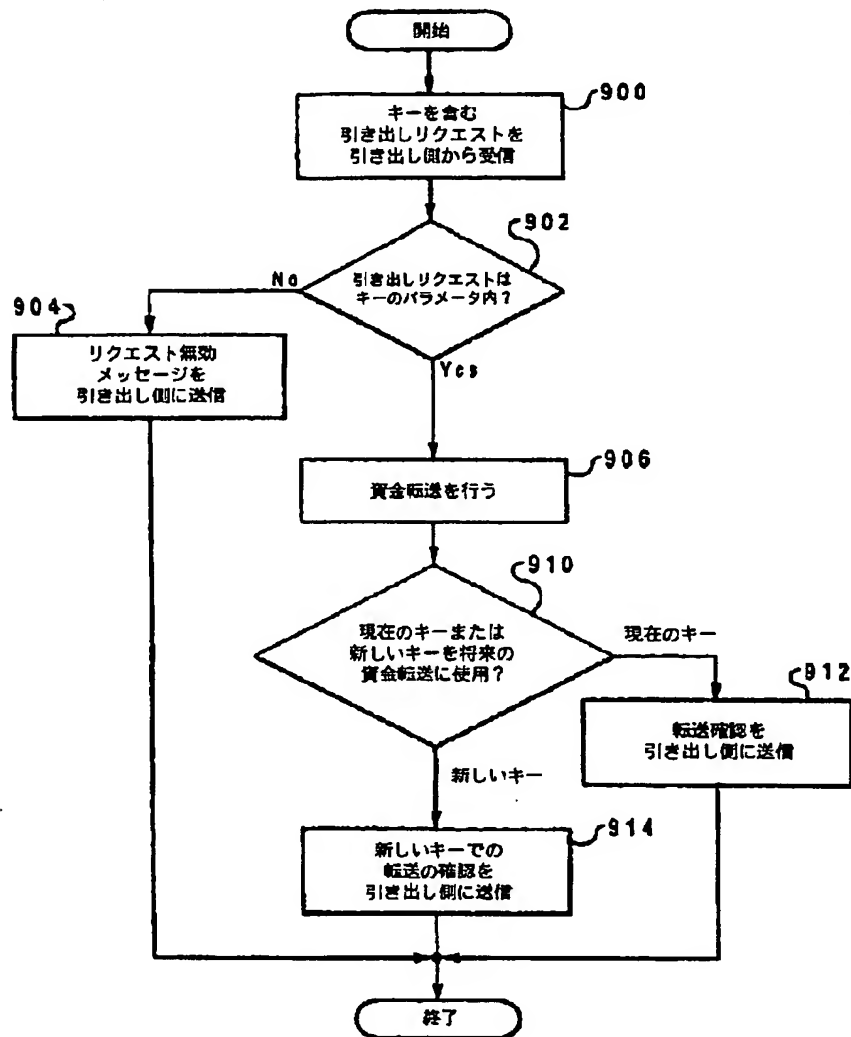 開始
900
キーを含む
引き出しリクエストを
引き出し側から受信
902
引き出しリクエストは
キーのパラメータ内?
No
904
リクエスト無効
メッセージを
引き出し側に送信
Yes
906
資金転送を行う
910
現在のキーまたは
新しいキーを将来の
資金転送に使用?
現在のキー
912
転送確認を
引き出し側に送信
新しいキー
914
新しいキーでの
転送の確認を
引き出し側に送信
終了